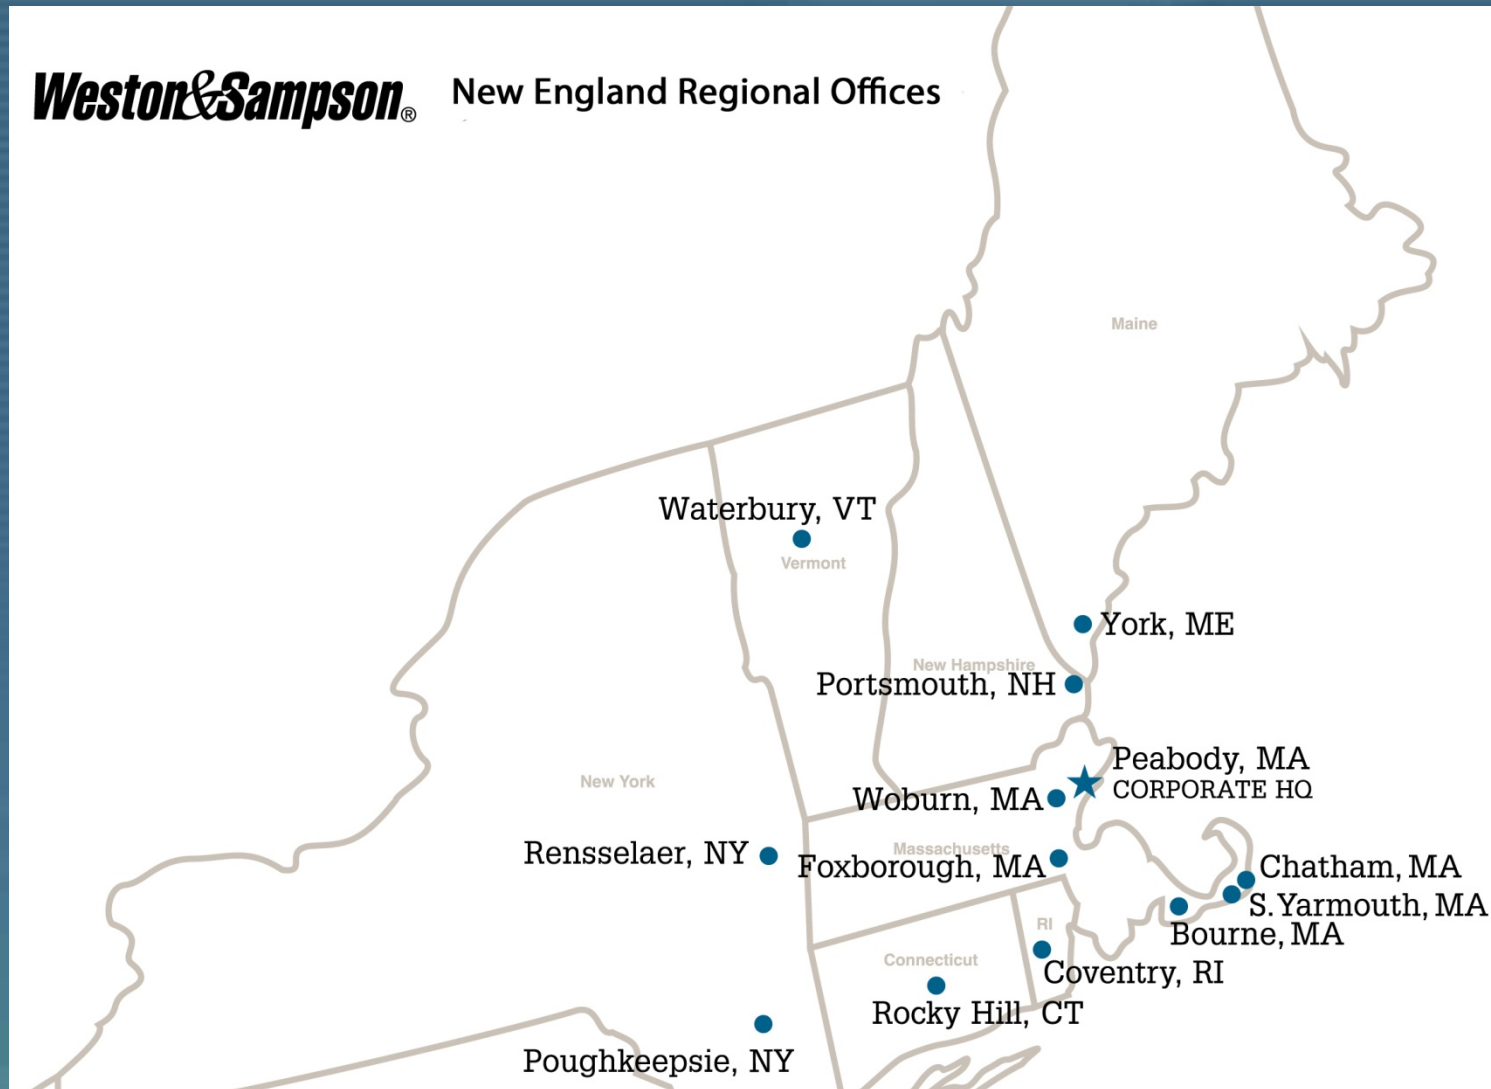 Weston&Sampson® New England Regional Offices
Maine
Waterbury, VT
Vermont
York, ME
New Hampshire
Portsmouth, NH
Peabody, MA
CORPORATE HQ
New York
Woburn, MA
Massachusetts
Rensselaer, NY
Foxborough, MA
Chatham, MA
S. Yarmouth, MA
Bourne, MA
RI
Connecticut
Coventry, RI
Rocky Hill, CT
Poughkeepsie, NY